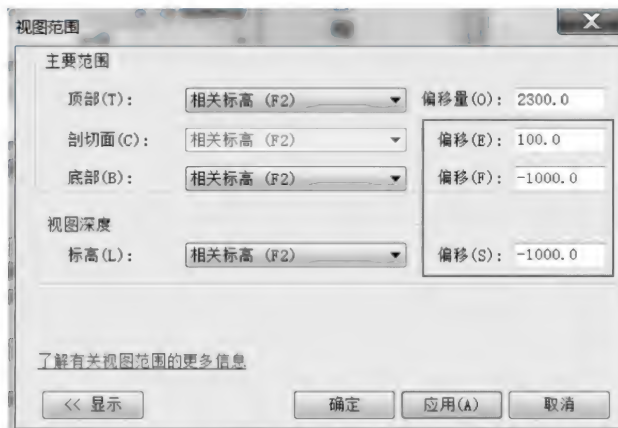 视图范围
主要范围
顶部(T): 相关标高 (F2) 偏移量(O): 2300.0
剖切面(C): 相关标高 (F2) 偏移(E): 100.0
底部(B): 相关标高 (F2) 偏移(F): -1000.0
视图深度
标高(L): 相关标高 (F2) 偏移(S): -1000.0
了解有关视图范围的更多信息
<< 显示 确定 应用(A) 取消